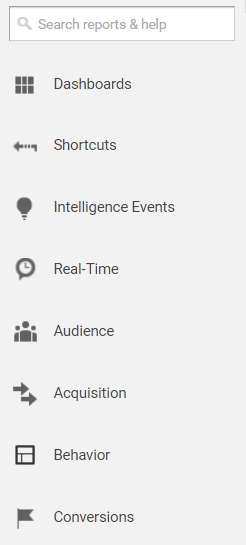 Search reports & help
Dashboards
Shortcuts
Intelligence Events
Real-Time
Audience
Acquisition
Behavior
Conversions